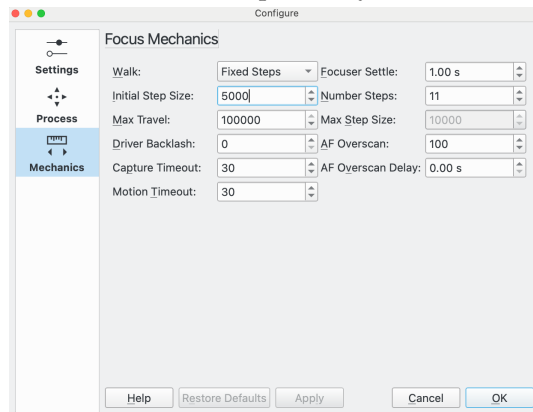 Configure
Settings
Process
Mechanics
Focus Mechanics
Walk: Fixed Steps Focuser Settle: 1.00 s
Initial Step Size: 5000 Number Steps: 11
Max Travel: 100000 Max Step Size: 10000
Driver Backlash: 0 AF Overscan: 100
Capture Timeout: 30 AF Overscan Delay: 0.00 s
Motion Timeout: 30
Help Restore Defaults Apply Cancel OK